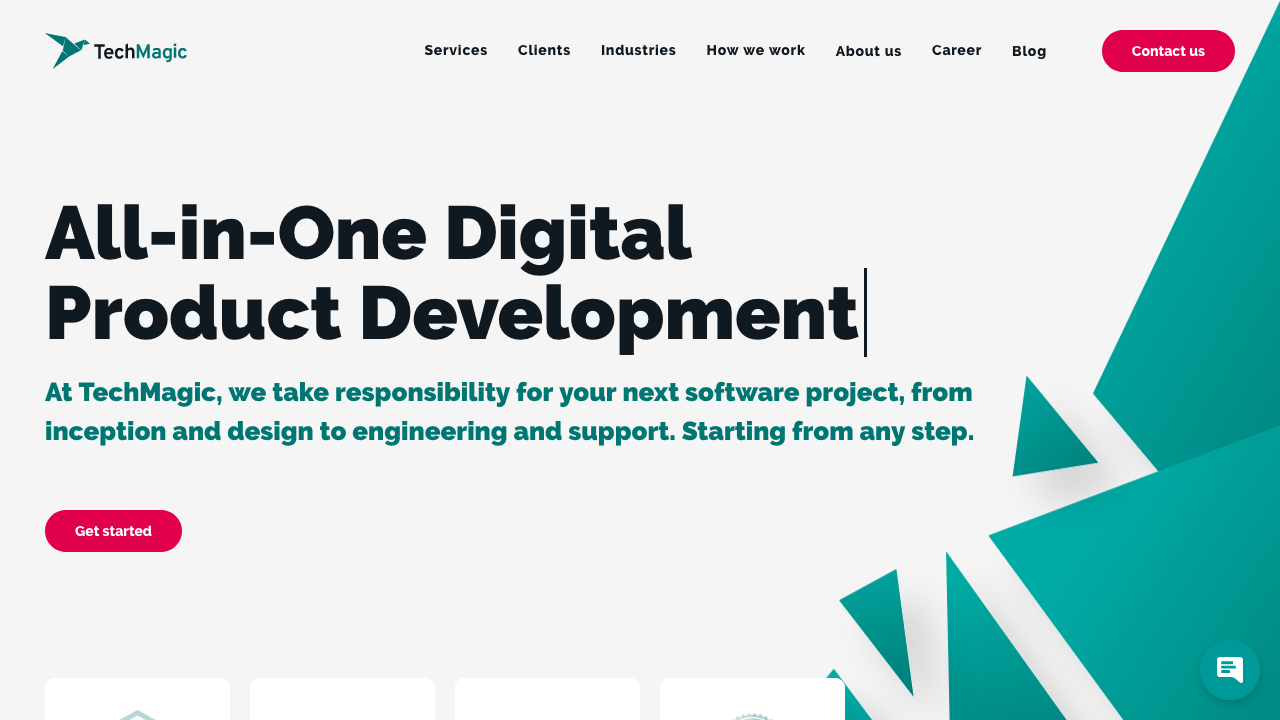 TechMagic
Services
Clients
Industries
How we work
About us
Career
Blog
Contact us
All-in-One Digital
Product Development
At TechMagic, we take responsibility for your next software project, from
inception and design to engineering and support. Starting from any step.
Get started